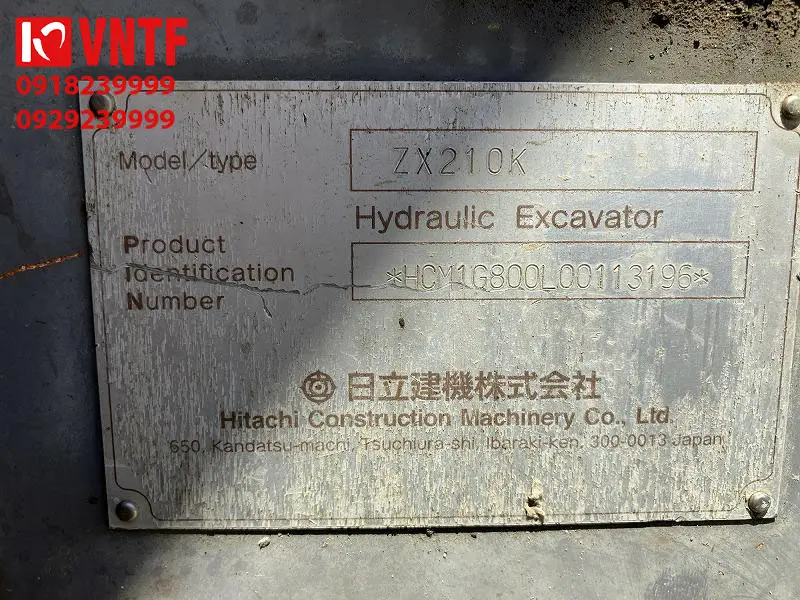 VNTF
0918239999
0929239999
Model/type
ZX210K
Hydraulic Excavator
Product
Identification
Number
*HCM1G800L00113196*
日立建機株式会社
Hitachi Construction Machinery Co., Ltd.
650, Kandatsu-machi, Tsuchiura-shi, Ibaraki-ken, 300-0013 Japan